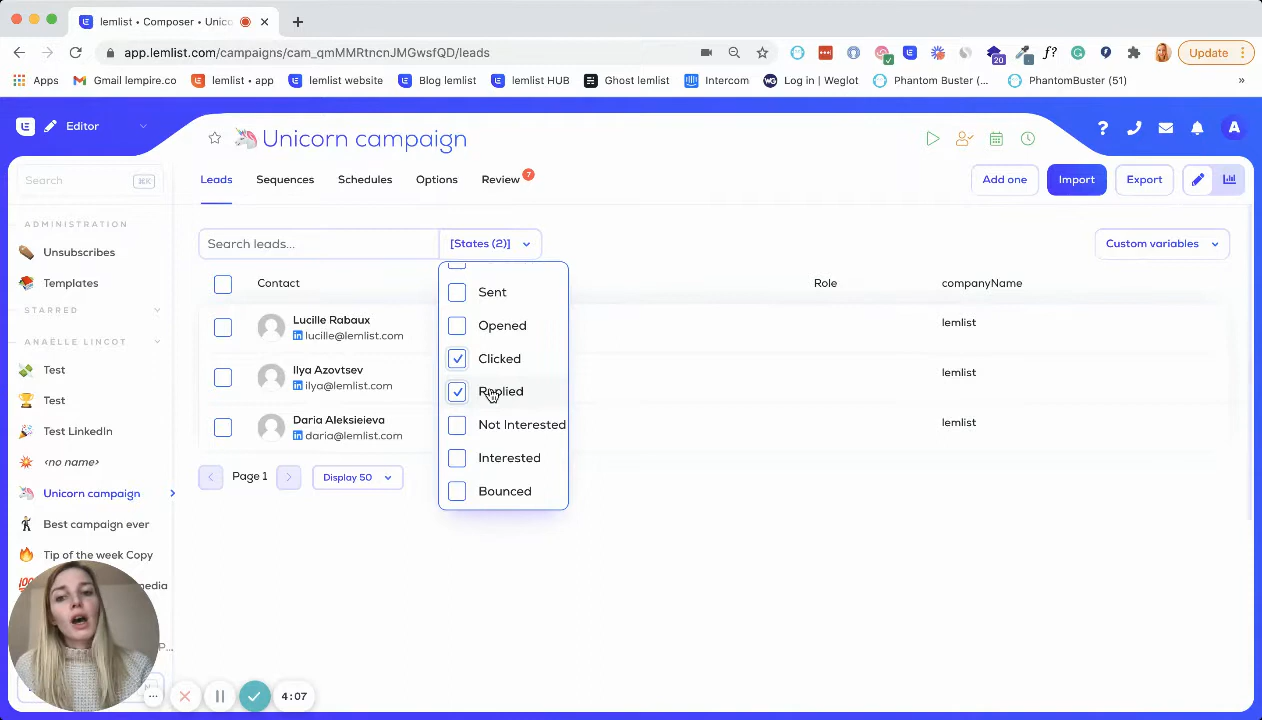 lemlist • Composer • Unico
app.lemlist.com/campaigns/cam_qmMMRtncnJMGwsfQD/leads
Update
Apps
Gmail lempire.co
lemlist • app
lemlist website
Blog lemlist
lemlist HUB
Ghost lemlist
Intercom
Log in | Weglot
Phantom Buster (...
PhantomBuster (51)
»
Editor
🦄 Unicorn campaign
A
Search
⌘K
Leads
Sequences
Schedules
Options
Review
7
Add one
Import
Export
ADMINISTRATION
Unsubscribes
Templates
STARRED
ANAËLLE LINCOT
Test
Test
Test LinkedIn
<no name>
Unicorn campaign
Best campaign ever
Tip of the week Copy
media
P...
Search leads...
[States (2)]
Custom variables
Contact
Role
companyName
Lucille Rabaux
lucille@lemlist.com
lemlist
Ilya Azovtsev
ilya@lemlist.com
lemlist
Daria Aleksieieva
daria@lemlist.com
lemlist
Page 1
Display 50
Sent
Opened
Clicked
Replied
Not Interested
Interested
Bounced
4:07